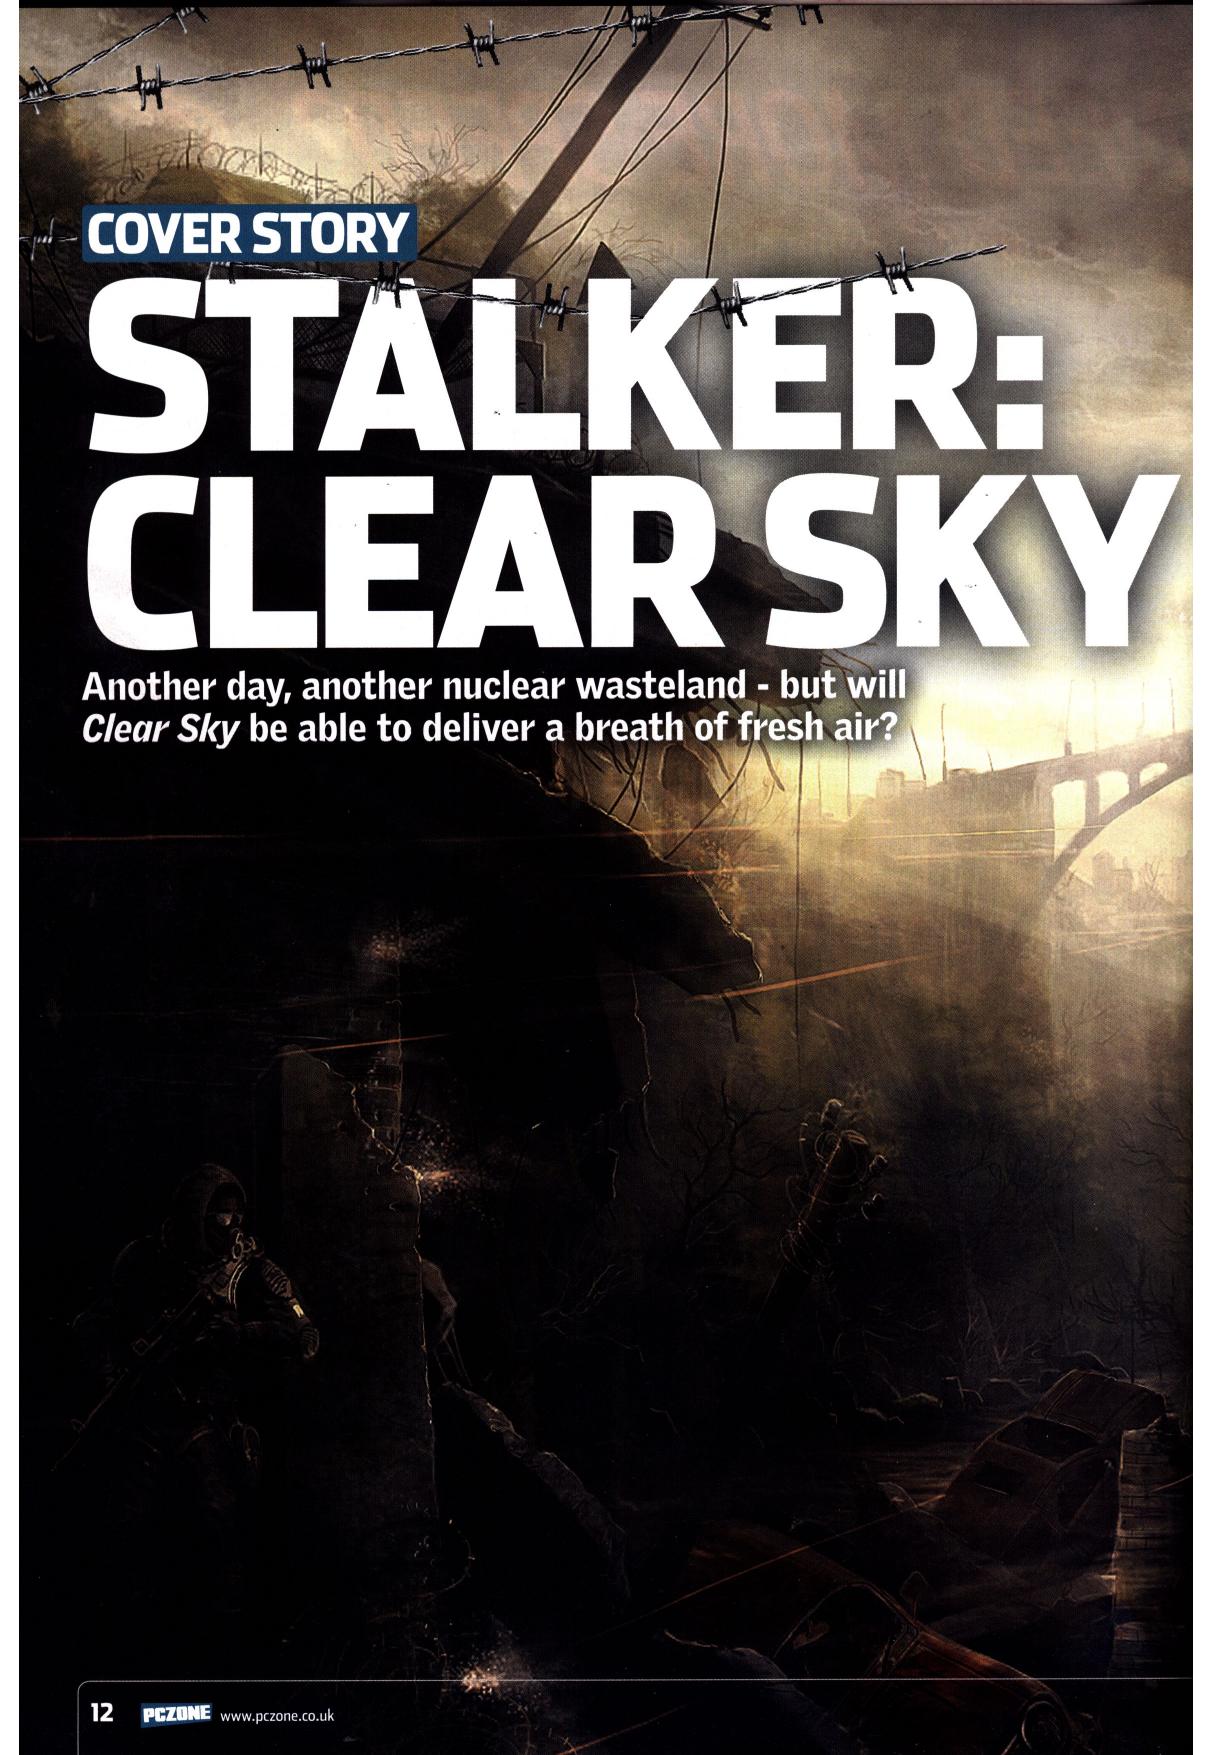 COVER STORY
STALKER:
CLEAR SKY
Another day, another nuclear wasteland - but will
Clear Sky be able to deliver a breath of fresh air?
12 PCZONE www.pczone.co.uk